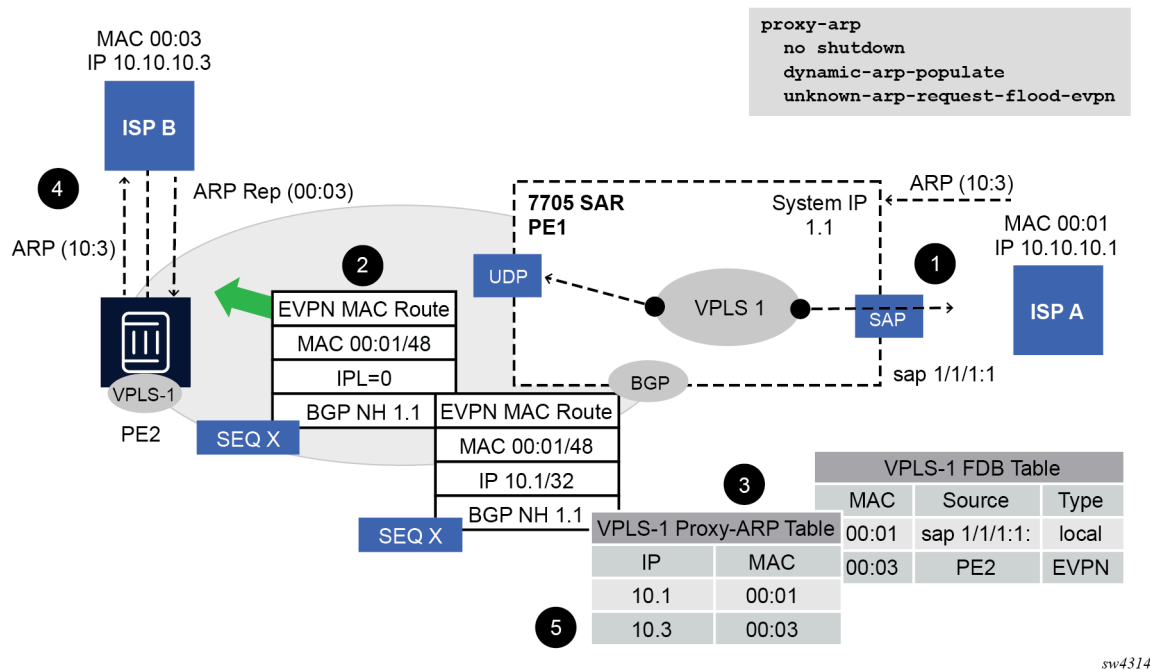 proxy-arp
no shutdown
dynamic-arp-populate
unknown-arp-request-flood-evpn
MAC 00:03
IP 10.10.10.3
ISP B
4
ARP Rep (00:03)
ARP (10:3)
7705 SAR
PE1
System IP
1.1
ARP (10:3)
MAC 00:01
IP 10.10.10.1
1
2
UDP
VPLS 1
SAP
ISP A
sap 1/1/1:1
BGP
EVPN MAC Route
MAC 00:01/48
IPL=0
BGP NH 1.1
SEQ X
VPLS-1
PE2
EVPN MAC Route
MAC 00:01/48
IP 10.1/32
BGP NH 1.1
SEQ X
3
VPLS-1 FDB Table
MAC Source Type
00:01 sap 1/1/1:1: local
00:03 PE2 EVPN
VPLS-1 Proxy-ARP Table
IP MAC
10.1 00:01
10.3 00:03
5
sw4314